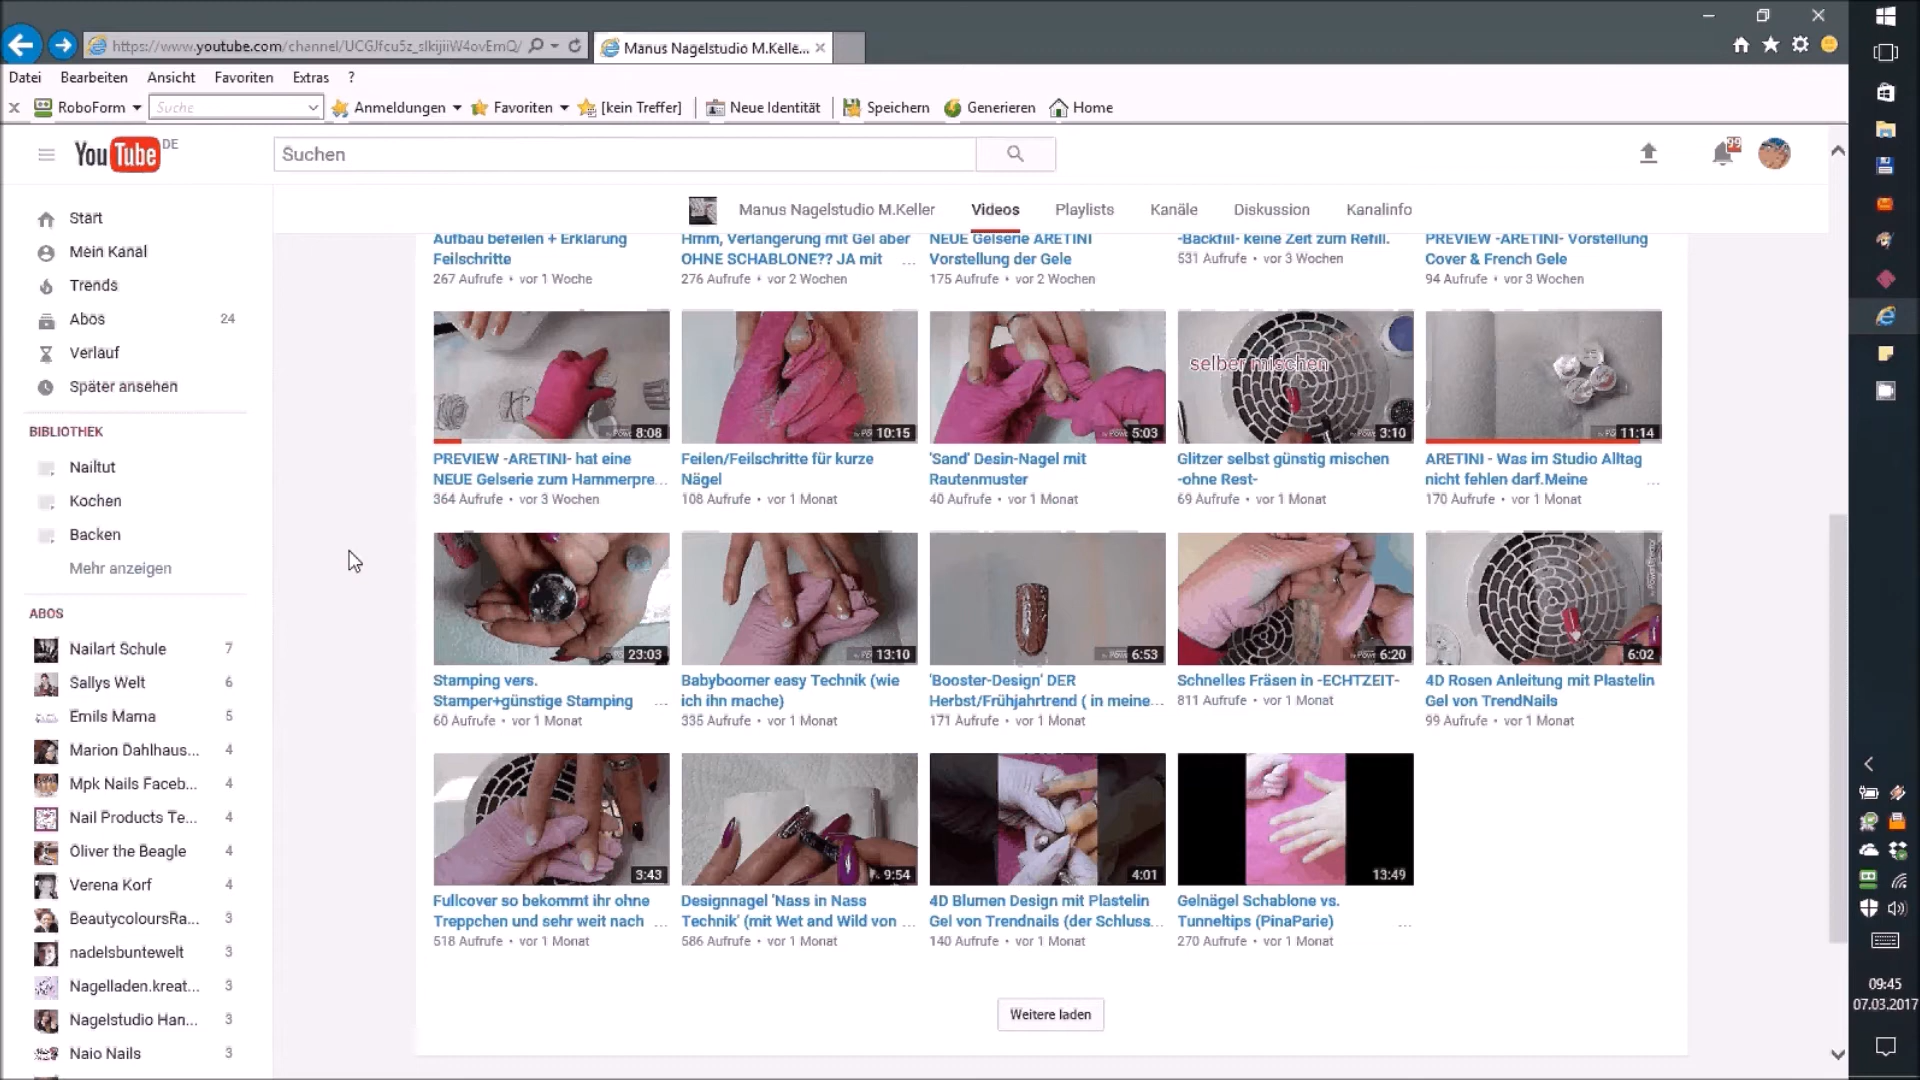 https://www.youtube.com/channel/UCGJfcu5z_slkijiiW4ovEmQ/
Manus Nagelstudio M.Kelle...
Datei Bearbeiten Ansicht Favoriten Extras ?
RoboForm Suche Anmeldungen Favoriten [kein Treffer] Neue Identität Speichern Generieren Home
YouTube DE
Suchen
99
Manus Nagelstudio M.Keller Videos Playlists Kanäle Diskussion Kanalinfo
Start
Mein Kanal
Trends
Abos 24
Verlauf
Später ansehen
BIBLIOTHEK
Nailtut
Kochen
Backen
Mehr anzeigen
ABOS
Nailart Schule 7
Sallys Welt 6
Emils Mama 5
Marion Dahlhaus... 4
Mpk Nails Faceb... 4
Nail Products Te... 4
Oliver the Beagle 4
Verena Korf 4
BeautycoloursRa... 3
nadelsbuntewelt 3
Nagelladen.kreat... 3
Nagelstudio Han... 3
Naio Nails 3
Aufbau befeilen + Erklärung
Feilschritte
267 Aufrufe • vor 1 Woche
Hmm, Verlängerung mit Gel aber
OHNE SCHABLONE?? JA mit ...
276 Aufrufe • vor 2 Wochen
NEUE Gelserie ARETINI
Vorstellung der Gele
175 Aufrufe • vor 2 Wochen
-Backfill- keine Zeit zum Refill.
531 Aufrufe • vor 3 Wochen
PREVIEW -ARETINI- Vorstellung
Cover & French Gele
94 Aufrufe • vor 3 Wochen
8:08
PREVIEW -ARETINI- hat eine
NEUE Gelserie zum Hammerpre...
364 Aufrufe • vor 3 Wochen
10:15
Feilen/Feilschritte für kurze
Nägel
108 Aufrufe • vor 1 Monat
5:03
'Sand' Desin-Nagel mit
Rautenmuster
40 Aufrufe • vor 1 Monat
selber mischen
3:10
Glitzer selbst günstig mischen
-ohne Rest-
69 Aufrufe • vor 1 Monat
11:14
ARETINI - Was im Studio Alltag
nicht fehlen darf.Meine ...
170 Aufrufe • vor 1 Monat
23:03
Stamping vers.
Stamper+günstige Stamping ...
60 Aufrufe • vor 1 Monat
13:10
Babyboomer easy Technik (wie
ich ihn mache)
335 Aufrufe • vor 1 Monat
6:53
'Booster-Design' DER
Herbst/Frühjahrtrend ( in meine...
171 Aufrufe • vor 1 Monat
6:20
Schnelles Fräsen in -ECHTZEIT-
811 Aufrufe • vor 1 Monat
6:02
4D Rosen Anleitung mit Plastelin
Gel von TrendNails
99 Aufrufe • vor 1 Monat
3:43
Fullcover so bekommt ihr ohne
Treppchen und sehr weit nach ...
518 Aufrufe • vor 1 Monat
9:54
Designnagel 'Nass in Nass
Technik' (mit Wet and Wild von ...
586 Aufrufe • vor 1 Monat
4:01
4D Blumen Design mit Plastelin
Gel von Trendnails (der Schluss...
140 Aufrufe • vor 1 Monat
13:49
Gelnägel Schablone vs.
Tunneltips (PinaParie) ...
270 Aufrufe • vor 1 Monat
Weitere laden
09:45
07.03.2017